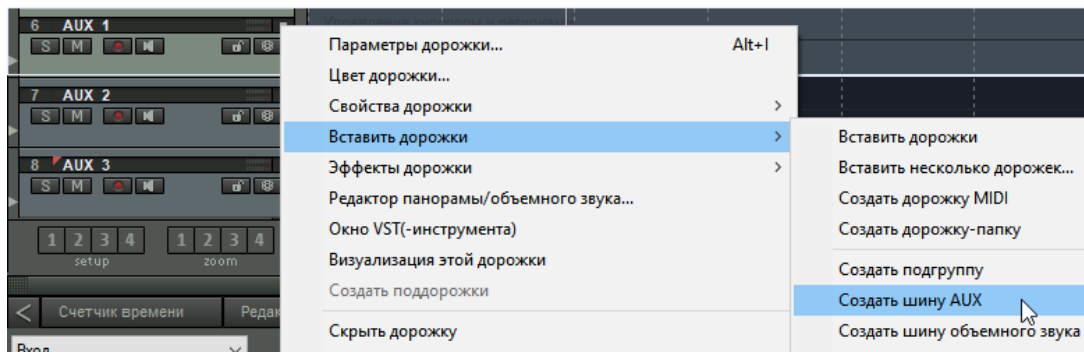 6 AUX 1
S M
7 AUX 2
S M
8 AUX 3
S M
1 2 3 4 1 2 3 4
setup zoom
< Счетчик времени Редак
Вход
Параметры дорожки... Alt+I
Цвет дорожки...
Свойства дорожки >
Вставить дорожки >
Эффекты дорожки >
Редактор панорамы/объемного звука...
Окно VST(-инструмента)
Визуализация этой дорожки
Создать поддорожки
Скрыть дорожку
Вставить дорожки
Вставить несколько дорожек...
Создать дорожку MIDI
Создать дорожку-папку
Создать подгруппу
Создать шину AUX
Создать шину объемного звука